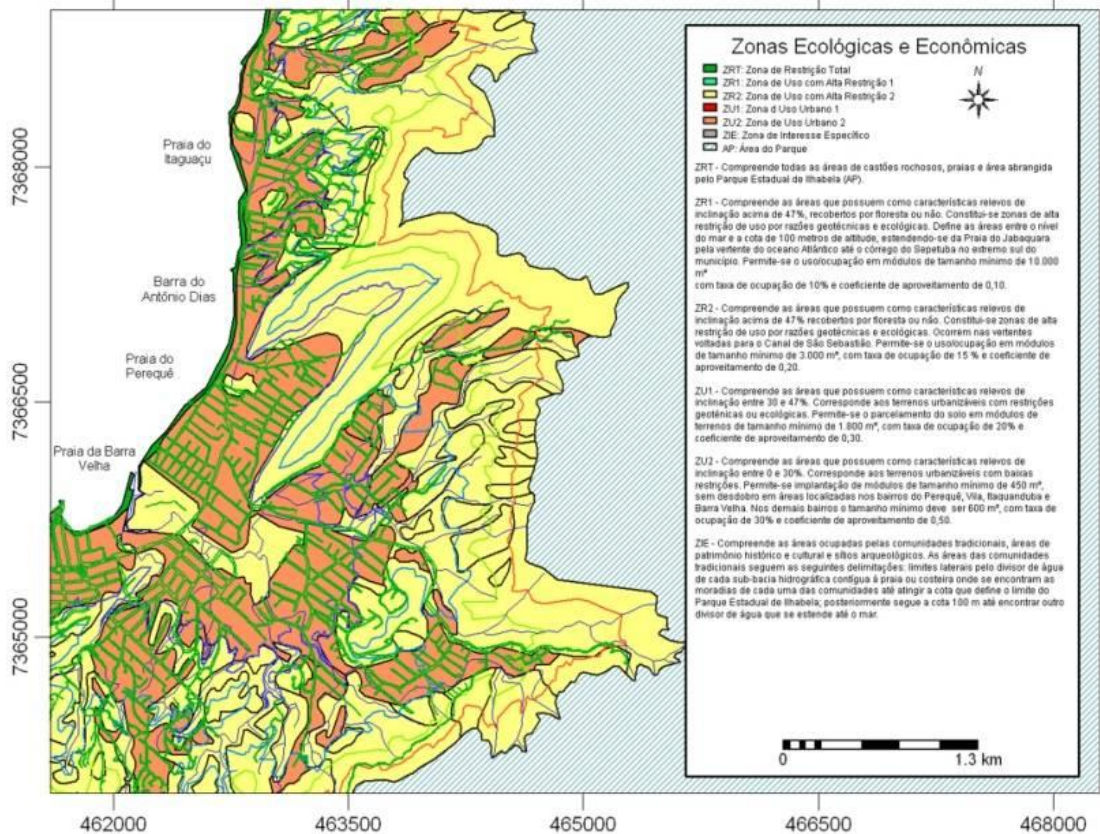 Zonas Ecológicas e Econômicas
ZRT: Zona de Restrição Total
ZR1: Zona de Uso com Alta Restrição 1
ZR2: Zona de Uso com Alta Restrição 2
ZU1: Zona d Uso Urbano 1
ZU2: Zona de Uso Urbano 2
ZIE: Zona de Interesse Específico
AP: Área do Parque
N
ZRT - Compreende todas as áreas de castões rochosos, praias e área abrangida
pelo Parque Estadual de Ilhabela (AP).
ZR1 - Compreende as áreas que possuem como características relevos de
inclinação acima de 47%, recobertos por floresta ou não. Constitui-se zonas de alta
restrição de uso por razões geotécnicas e ecológicas. Define as áreas entre o nível
do mar e a cota de 100 metros de altitude, estendendo-se da Praia do Jabaquara
pela vertente do oceano Atlântico até o córrego do Sepetuba no extremo sul do
município. Permite-se o uso/ocupação em módulos de tamanho mínimo de 10.000
m²
com taxa de ocupação de 10% e coeficiente de aproveitamento de 0,10.
ZR2 - Compreende as áreas que possuem como características relevos de
inclinação acima de 47% recobertos por floresta ou não. Constitui-se zonas de alta
restrição de uso por razões geotécnicas e ecológicas. Ocorrem nas vertentes
voltadas para o Canal de São Sebastião. Permite-se o uso/ocupação em módulos
de tamanho mínimo de 3.000 m², com taxa de ocupação de 15 % e coeficiente de
aproveitamento de 0,20.
ZU1 - Compreende as áreas que possuem como características relevos de
inclinação entre 30 e 47%. Corresponde aos terrenos urbanizáveis com restrições
geoténicas ou ecológicas. Permite-se o parcelamento do solo em módulos de
terrenos de tamanho mínimo de 1.800 m², com taxa de ocupação de 20% e
coeficiente de aproveitamento de 0,30.
ZU2 - Compreende as áreas que possuem como características relevos de
inclinação entre 0 e 30%. Corresponde aos terrenos urbanizáveis com baixas
restrições. Permite-se implantação de módulos de tamanho mínimo de 450 m²,
sem desdobro em áreas localizadas nos bairros do Perequê, Vila, Itaquanduba e
Barra Velha. Nos demais bairros o tamanho mínimo deve ser 600 m², com taxa de
ocupação de 30% e coeficiente de aproveitamento de 0,50.
ZIE - Compreende as áreas ocupadas pelas comunidades tradicionais, áreas de
patrimônio histórico e cultural e sítios arqueológicos. As áreas das comunidades
tradicionais seguem as seguintes delimitações: limites laterais pelo divisor de água
de cada sub-bacia hidrográfica contígua à praia ou costeira onde se encontram as
moradias de cada uma das comunidades até atingir a cota que define o limite do
Parque Estadual de Ilhabela; posteriormente segue a cota 100 m até encontrar outro
divisor de água que se estende até o mar.
0 1.3 km
Praia do
Itaguaçu
Barra do
Antônio Dias
Praia do
Perequê
Praia da Barra
Velha
7368000
7366500
7365000
462000 463500 465000 466500 468000